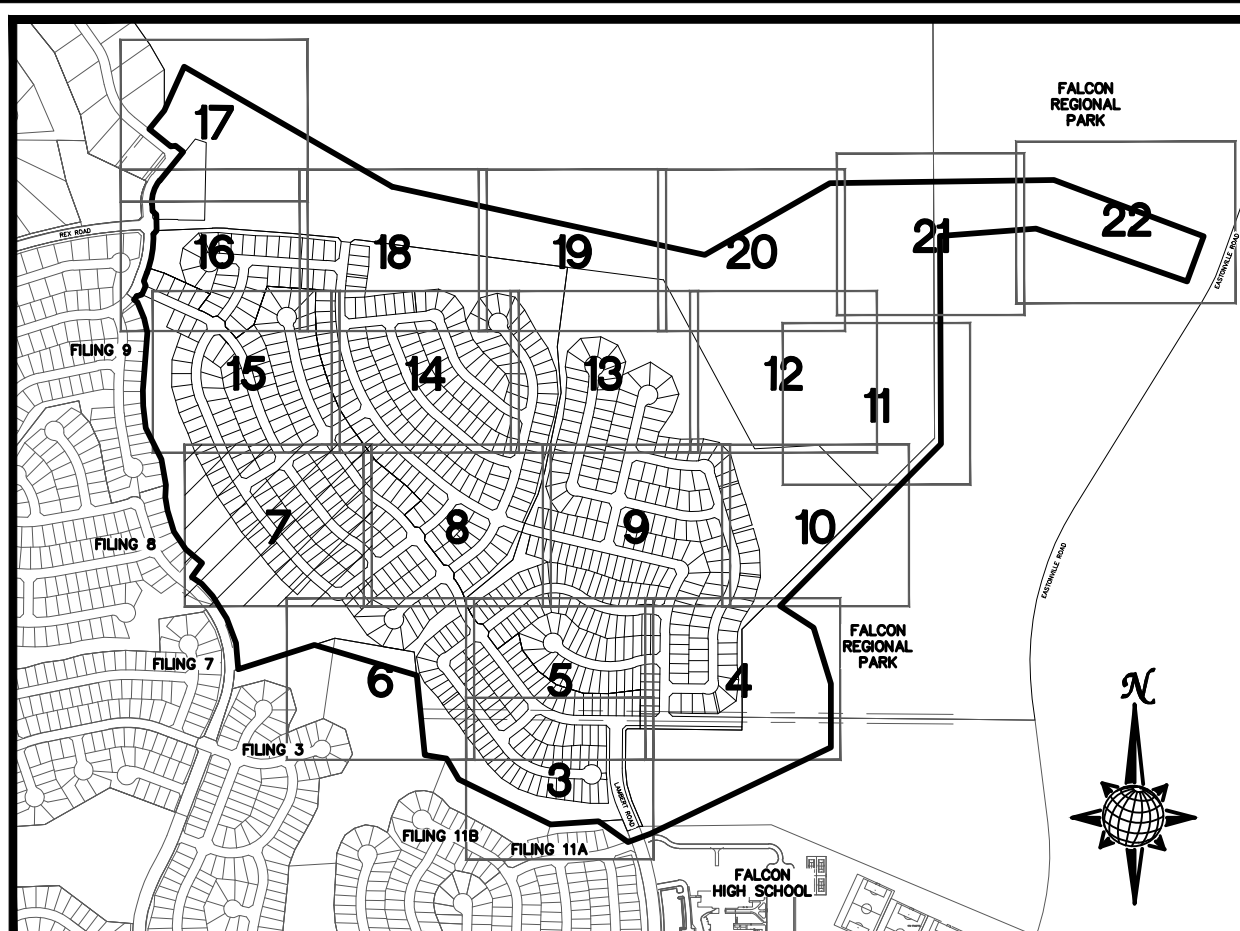 FALCON
REGIONAL
PARK
17
22
REX ROAD
21
16
18
19
20
EASTONVILLE ROAD
FILING 9
15
14
13
12
11
7
8
9
10
FILING 8
EASTONVILLE ROAD
FALCON
REGIONAL
PARK
FILING 7
6
5
4
N
FILING 3
3
LAMBERT ROAD
FILING 11B
FILING 11A
FALCON
HIGH SCHOOL